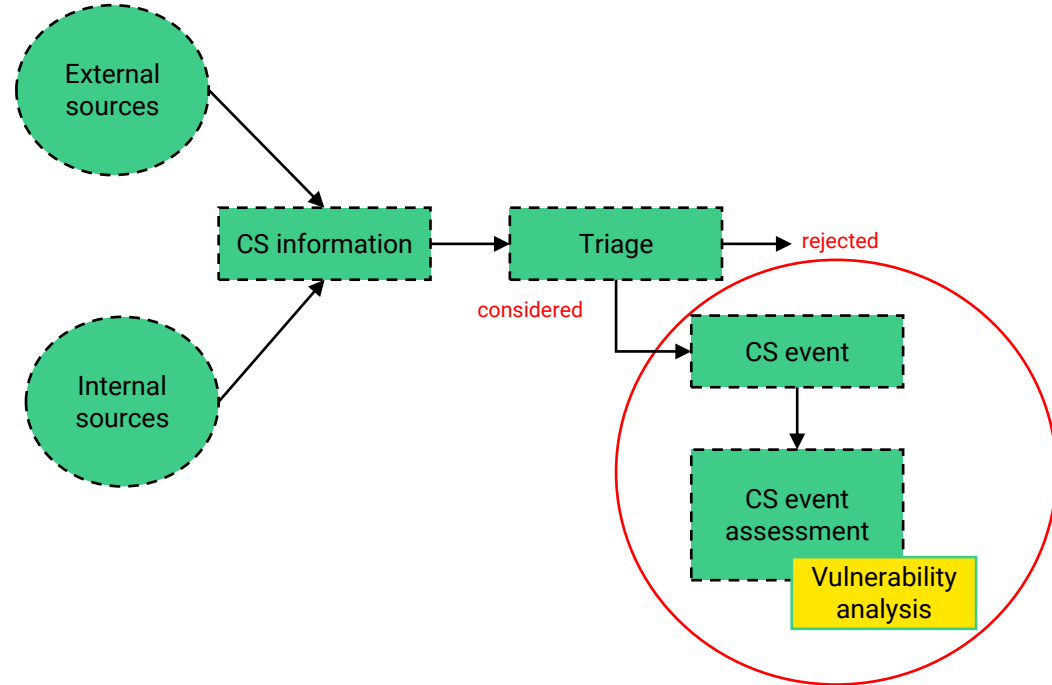 External
sources
CS information
Triage
rejected
considered
CS event
Internal
sources
CS event
assessment
Vulnerability
analysis